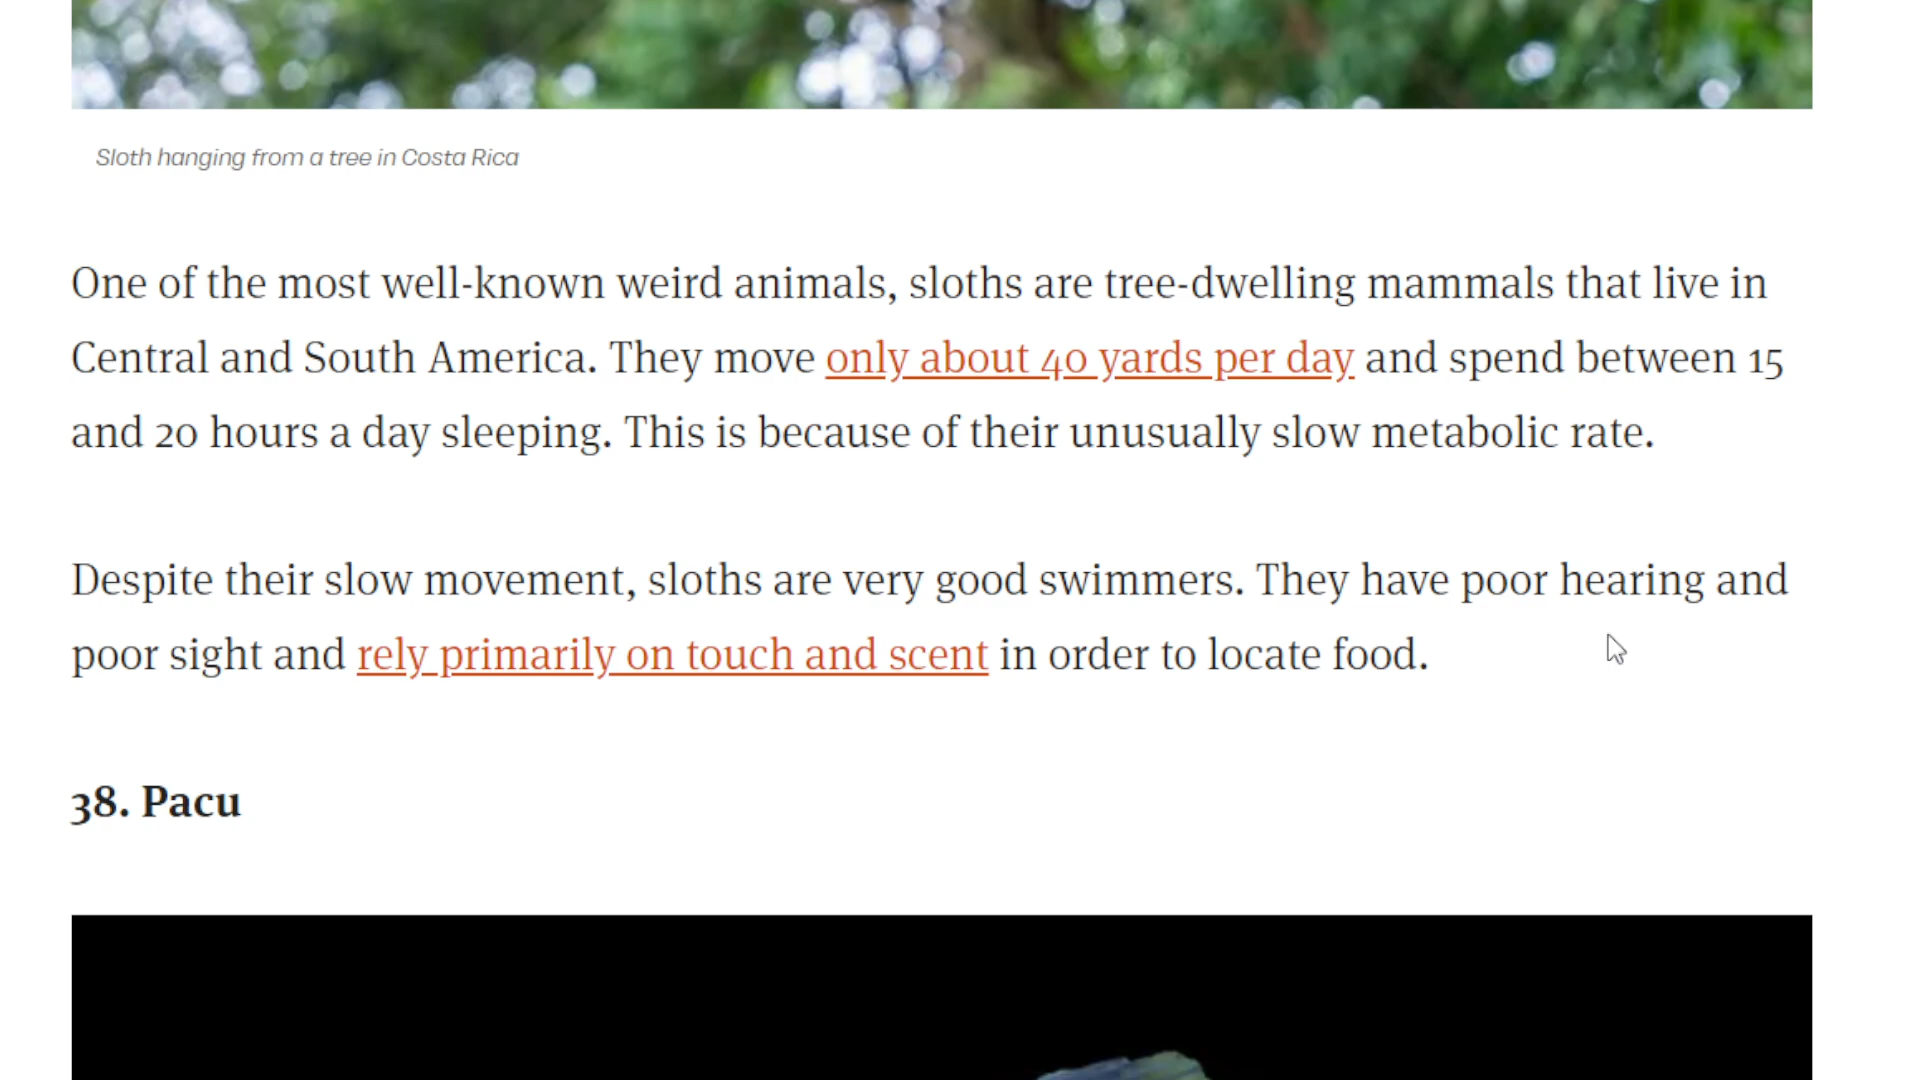 Sloth hanging from a tree in Costa Rica
One of the most well-known weird animals, sloths are tree-dwelling mammals that live in
Central and South America. They move only about 40 yards per day and spend between 15
and 20 hours a day sleeping. This is because of their unusually slow metabolic rate.
Despite their slow movement, sloths are very good swimmers. They have poor hearing and
poor sight and rely primarily on touch and scent in order to locate food.
38. Pacu